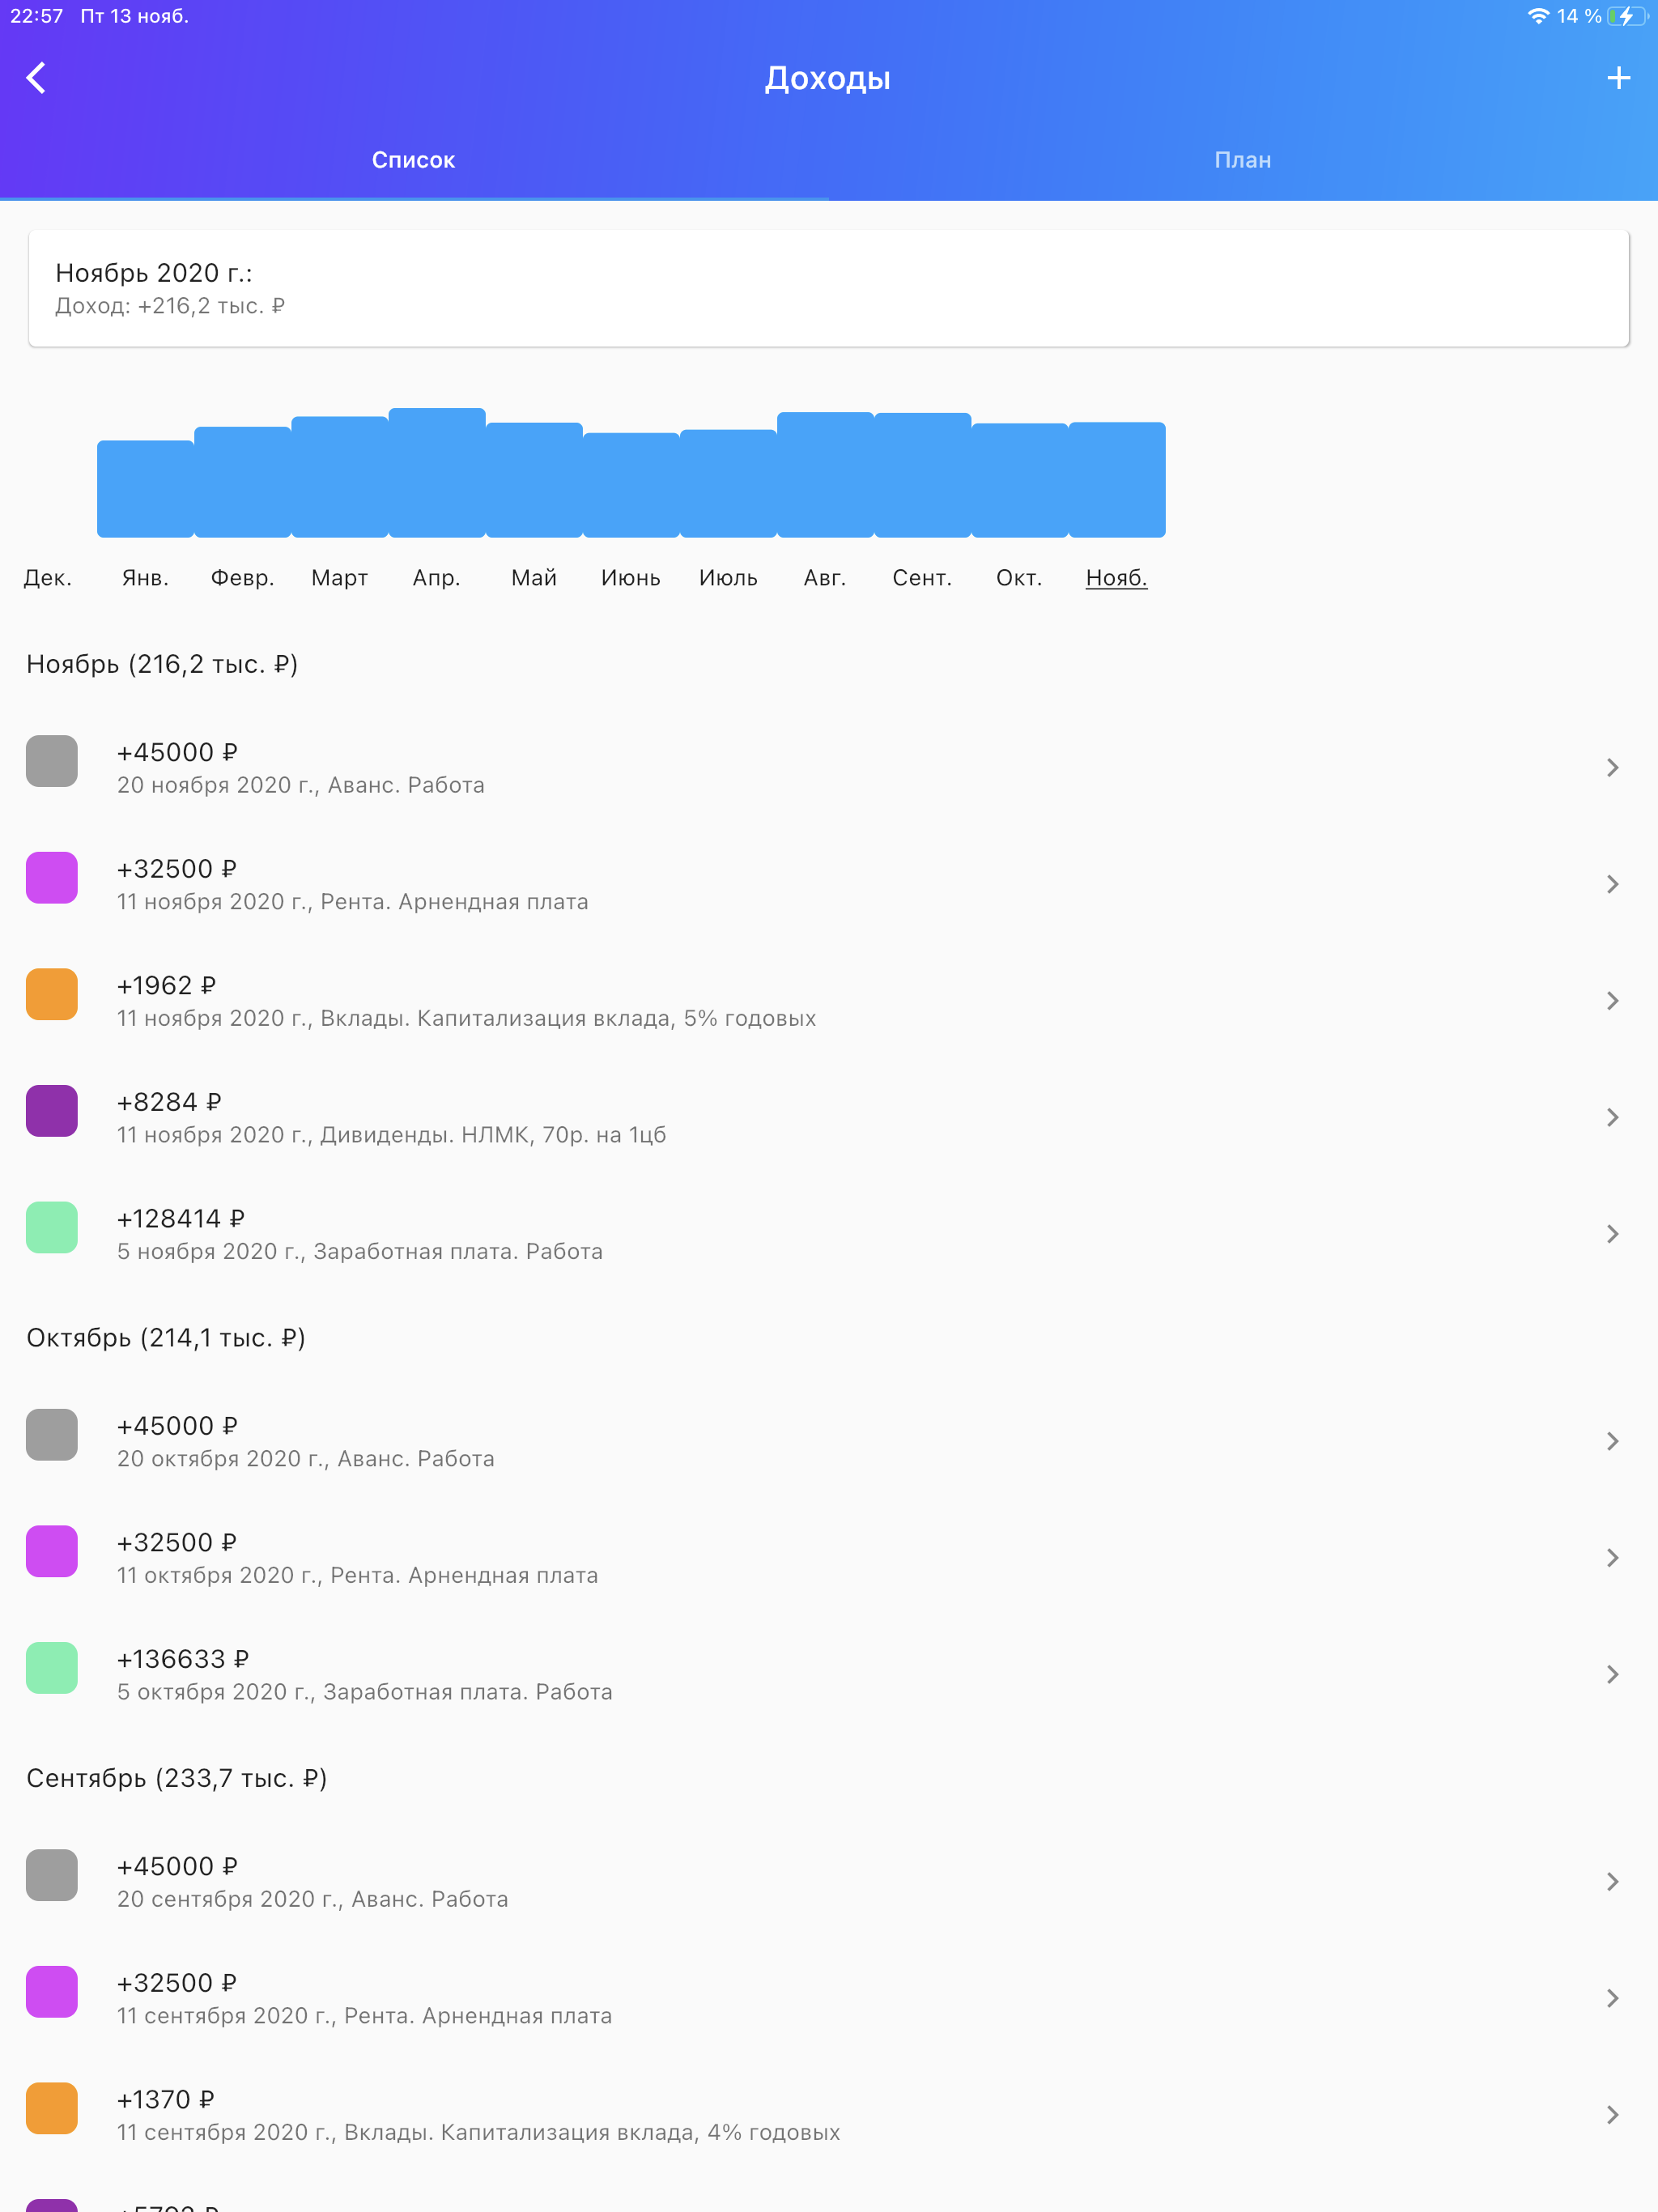 22:57 Пт 13 нояб. 14 %
Доходы
Список План
Ноябрь 2020 г.:
Доход: +216,2 тыс. ₽
Дек. Янв. Февр. Март Апр. Май Июнь Июль Авг. Сент. Окт. Нояб.
Ноябрь (216,2 тыс. ₽)
+45000 ₽
20 ноября 2020 г., Аванс. Работа
+32500 ₽
11 ноября 2020 г., Рента. Арнендная плата
+1962 ₽
11 ноября 2020 г., Вклады. Капитализация вклада, 5% годовых
+8284 ₽
11 ноября 2020 г., Дивиденды. НЛМК, 70р. на 1цб
+128414 ₽
5 ноября 2020 г., Заработная плата. Работа
Октябрь (214,1 тыс. ₽)
+45000 ₽
20 октября 2020 г., Аванс. Работа
+32500 ₽
11 октября 2020 г., Рента. Арнендная плата
+136633 ₽
5 октября 2020 г., Заработная плата. Работа
Сентябрь (233,7 тыс. ₽)
+45000 ₽
20 сентября 2020 г., Аванс. Работа
+32500 ₽
11 сентября 2020 г., Рента. Арнендная плата
+1370 ₽
11 сентября 2020 г., Вклады. Капитализация вклада, 4% годовых